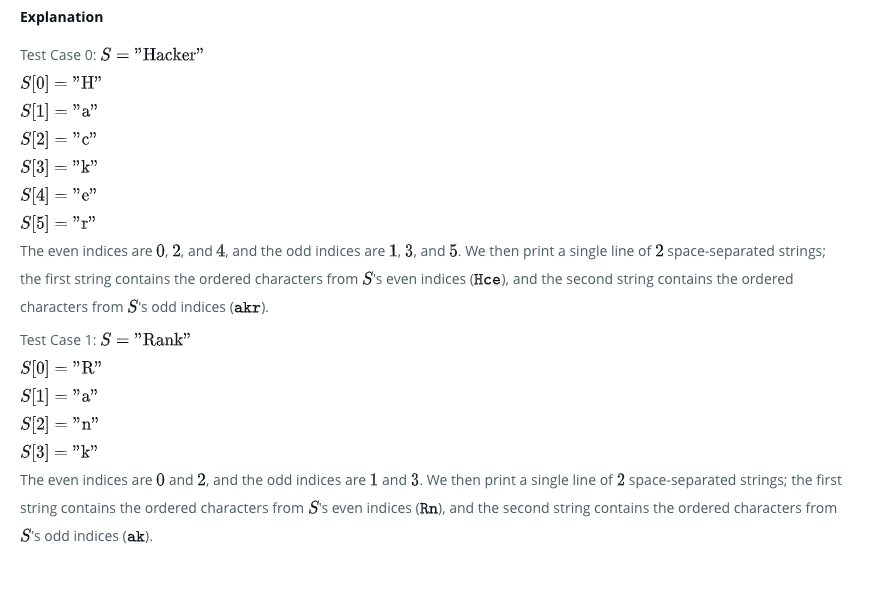 Explanation
Test Case 0: S = ”Hacker”
S[0] = ”H”
S[1] = ”a”
S[2] = ”c”
S[3] = ”k”
S[4] = ”e”
S[5] = ”r”
The even indices are 0, 2, and 4, and the odd indices are 1, 3, and 5. We then print a single line of 2 space-separated strings;
the first string contains the ordered characters from S's even indices (Hce), and the second string contains the ordered
characters from S's odd indices (akr).
Test Case 1: S = ”Rank”
S[0] = ”R”
S[1] = ”a”
S[2] = ”n”
S[3] = ”k”
The even indices are 0 and 2, and the odd indices are 1 and 3. We then print a single line of 2 space-separated strings; the first
string contains the ordered characters from S's even indices (Rn), and the second string contains the ordered characters from
S's odd indices (ak).